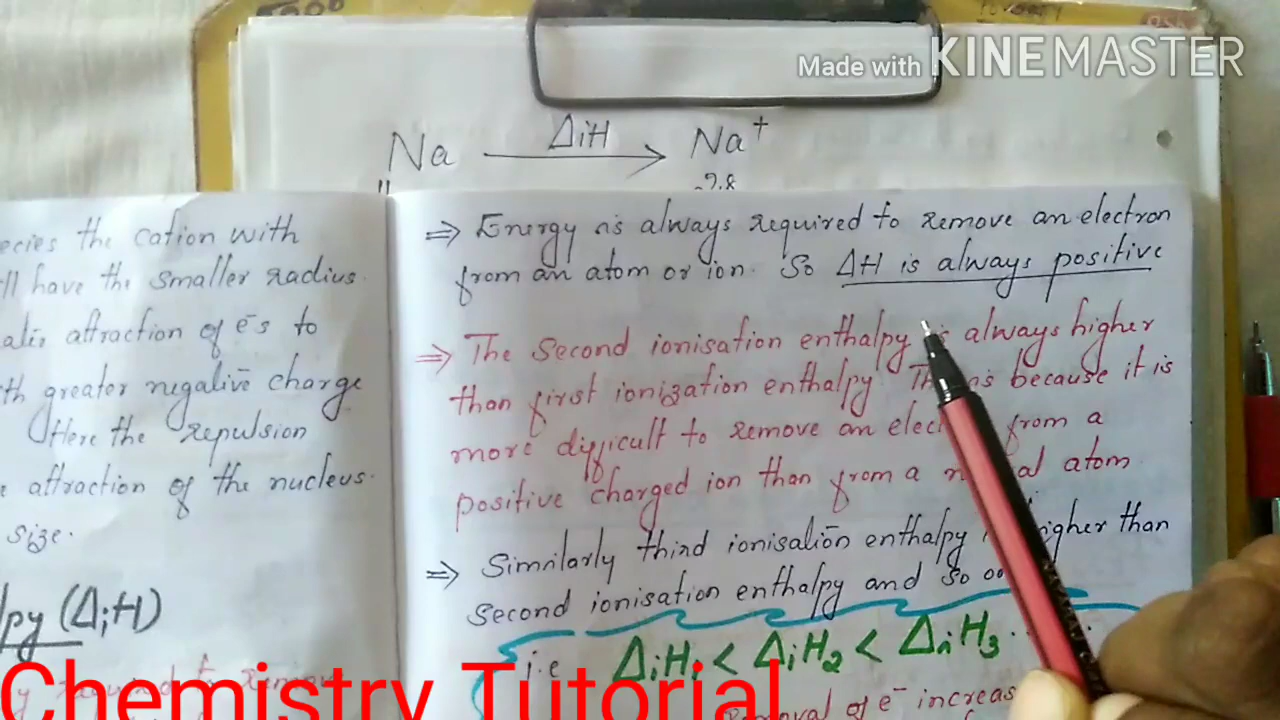 Made with KINEMASTER
Na ΔiH → Na⁺
2,8
ecies the cation with
ll have the smaller radius.
attraction of ē s to
th greater negative charge
Here the repulsion
e attraction of the nucleus.
size.
lpy (ΔiH)
⇒ Energy is always required to remove an electron
from an atom or ion. So ΔH is always positive
⇒ The Second ionisation enthalpy is always higher
than first ionization enthalpy because it is
more difficult to remove an elec from a
positive charged ion than from a atom
⇒ Similarly third ionisation enthalpy higher than
second ionisation enthalpy and so on
i.e ΔiH₁ < ΔiH₂ < ΔiH₃ ....
removal of ē increas
Chemistry Tutorial